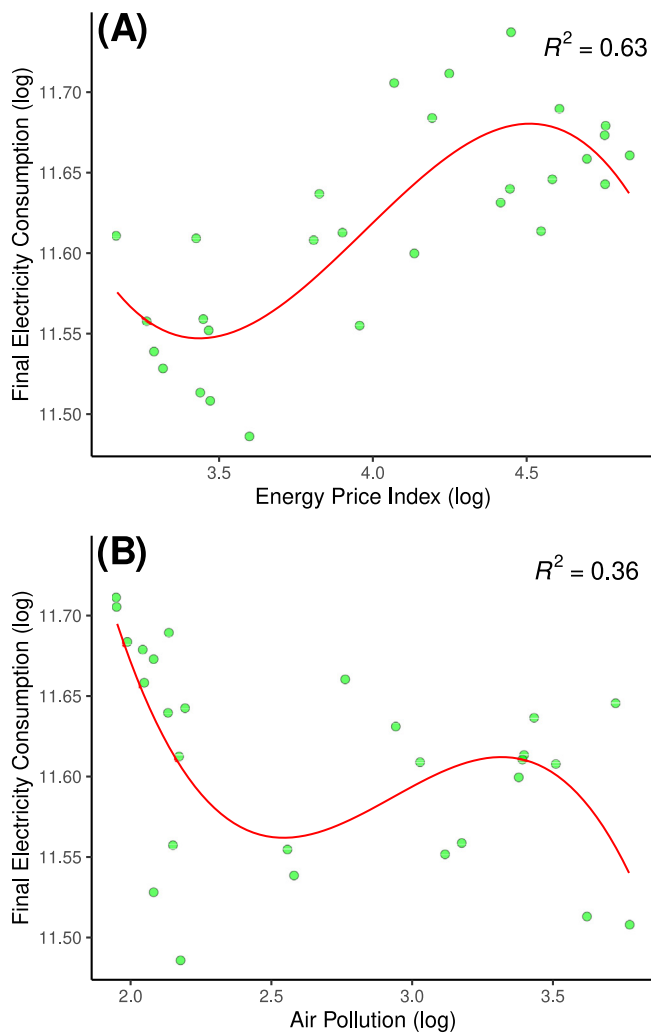 (A)
R² = 0.63
Final Electricity Consumption (log)
11.70
11.65
11.60
11.55
11.50
3.5 4.0 4.5
Energy Price Index (log)
(B)
R² = 0.36
Final Electricity Consumption (log)
11.70
11.65
11.60
11.55
11.50
2.0 2.5 3.0 3.5
Air Pollution (log)